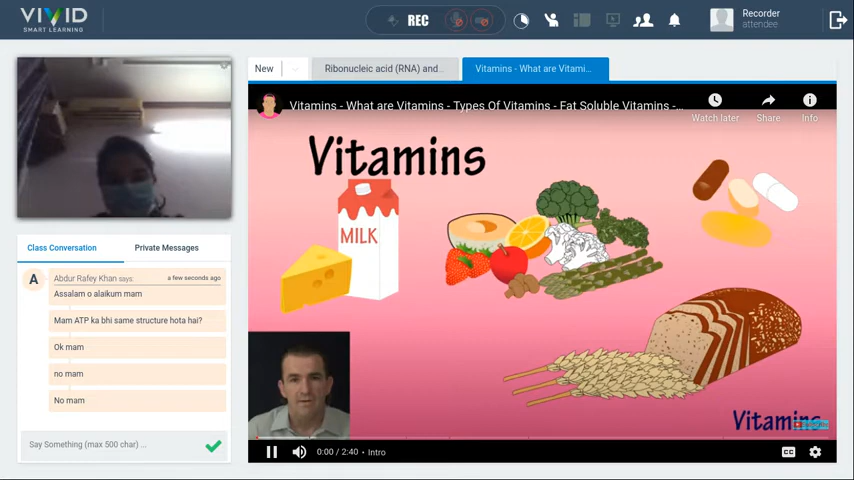 VIVID
SMART LEARNING
REC
Recorder
attendee
New
Ribonucleic acid (RNA) and...
Vitamins - What are Vitami...
Vitamins - What are Vitamins - Types Of Vitamins - Fat Soluble Vitamins -...
Watch later
Share
Info
Vitamins
MILK
Class Conversation
Private Messages
A
Abdur Rafey Khan says:
a few seconds ago
Assalam o alaikum mam
Mam ATP ka bhi same structure hota hai?
Ok mam
no mam
No mam
Say Something (max 500 char) ...
Vitamins
0:00 / 2:40 • Intro
CC